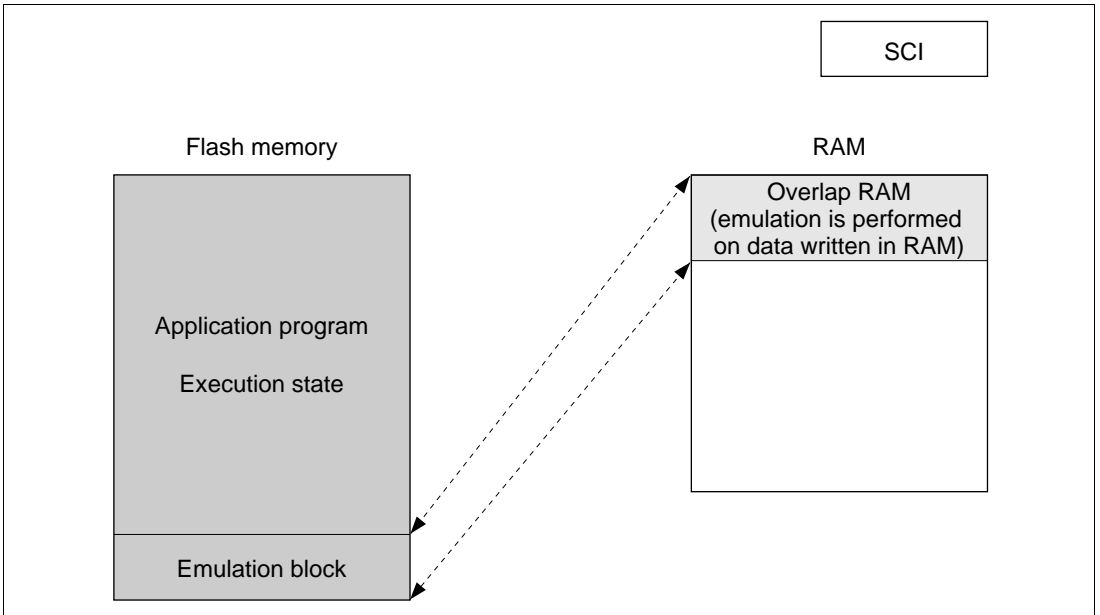 SCI
Flash memory
RAM
Overlap RAM
(emulation is performed
on data written in RAM)
Application program
Execution state
Emulation block